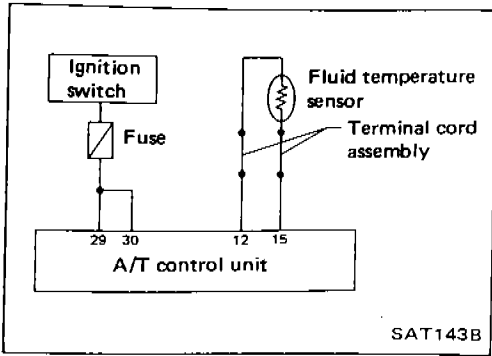 Ignition
switch
Fuse
Fluid temperature
sensor
Terminal cord
assembly
29 30 12 15
A/T control unit
SAT143B